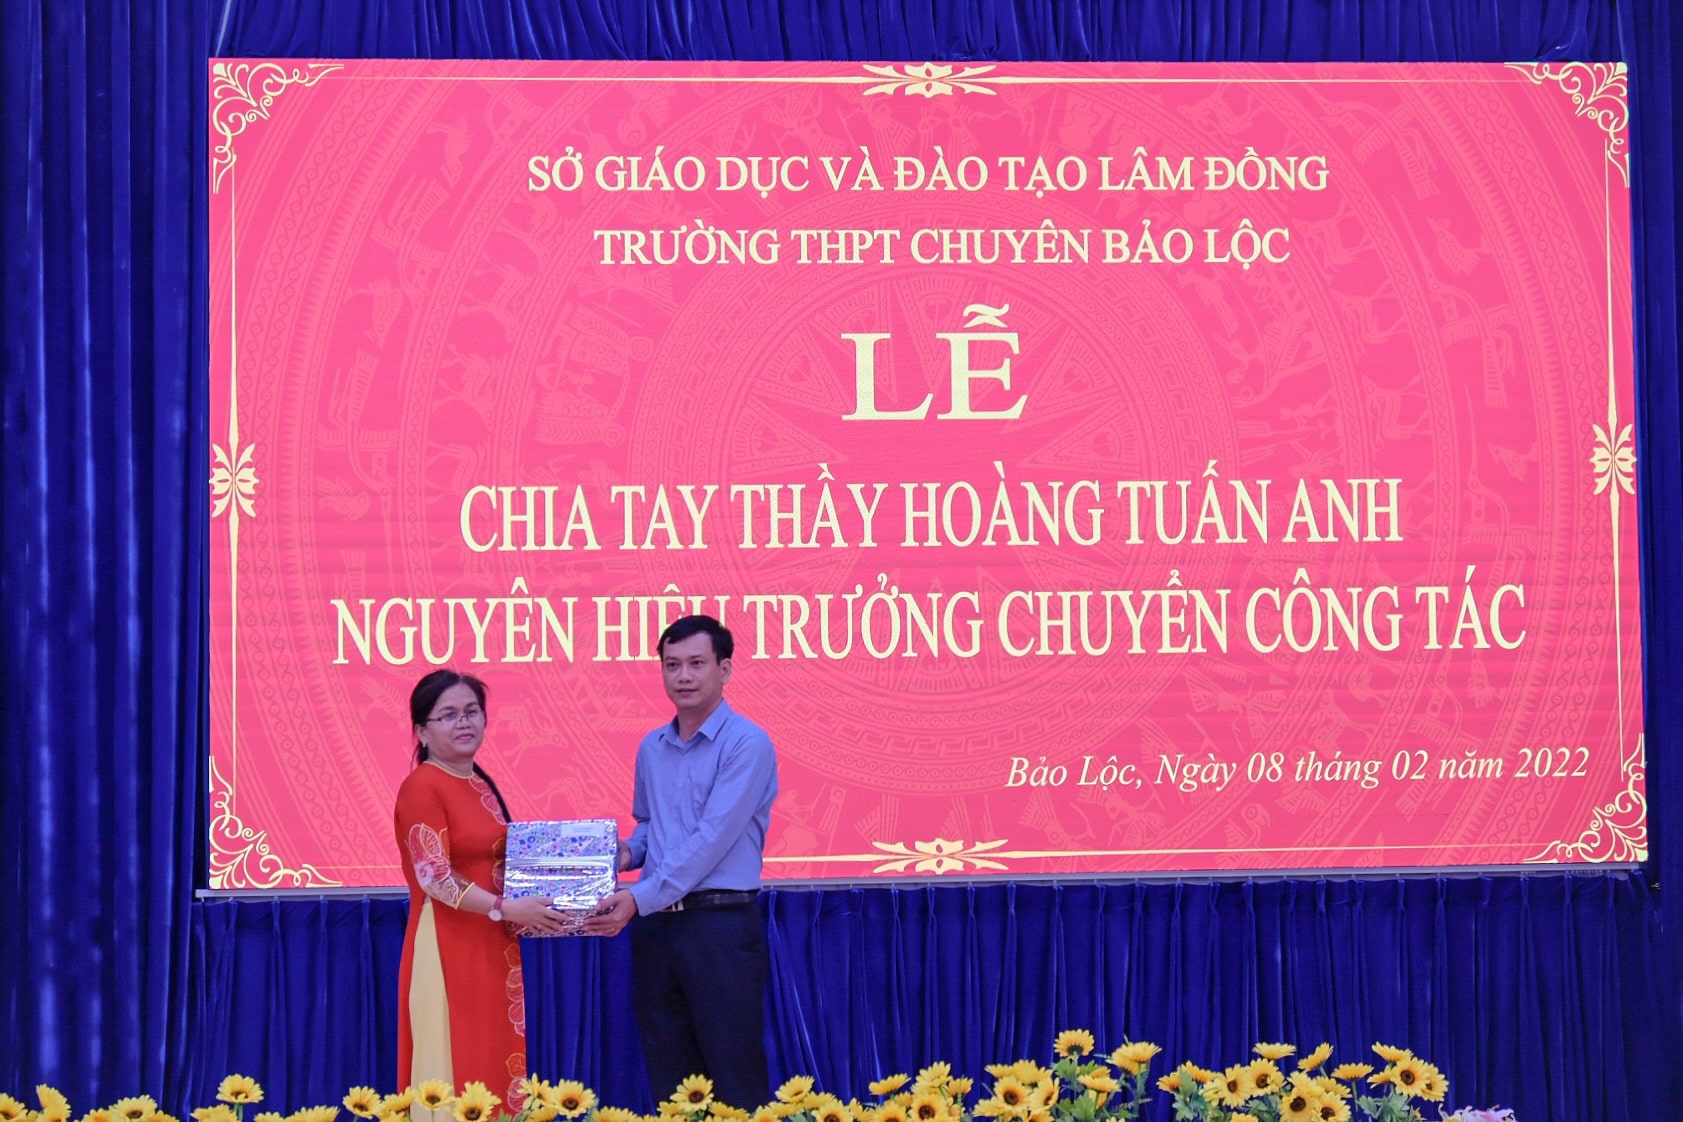 SỞ GIÁO DỤC VÀ ĐÀO TẠO LÂM ĐỒNG
TRƯỜNG THPT CHUYÊN BẢO LỘC
LỄ
CHIA TAY THẦY HOÀNG TUẤN ANH
NGUYÊN HIỆU TRƯỞNG CHUYỂN CÔNG TÁC
Bảo Lộc, Ngày 08 tháng 02 năm 2022